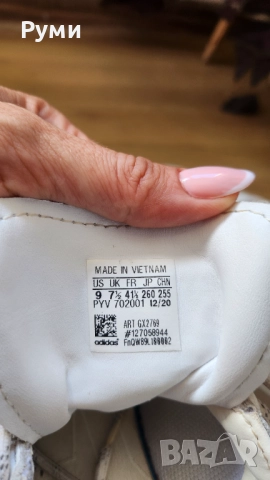 Руми
MADE IN VIETNAM
US UK FR JP CHN
9 7½ 41⅓ 260 255
PYV 702001 12/20
ART GX2769
#127058944
adidas FnQW89L100002
BAZAR.BG